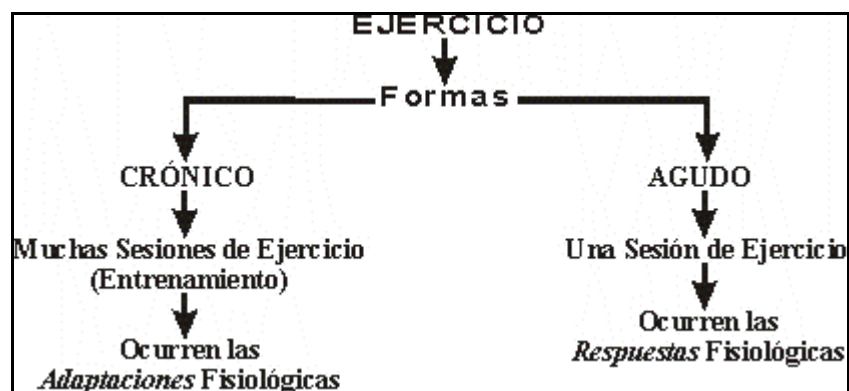 EJERCICIO
Formas
CRÓNICO
Muchas Sesiones de Ejercicio
(Entrenamiento)
Ocurren las
Adaptaciones Fisiológicas
AGUDO
Una Sesión de Ejercicio
Ocurren las
Respuestas Fisiológicas